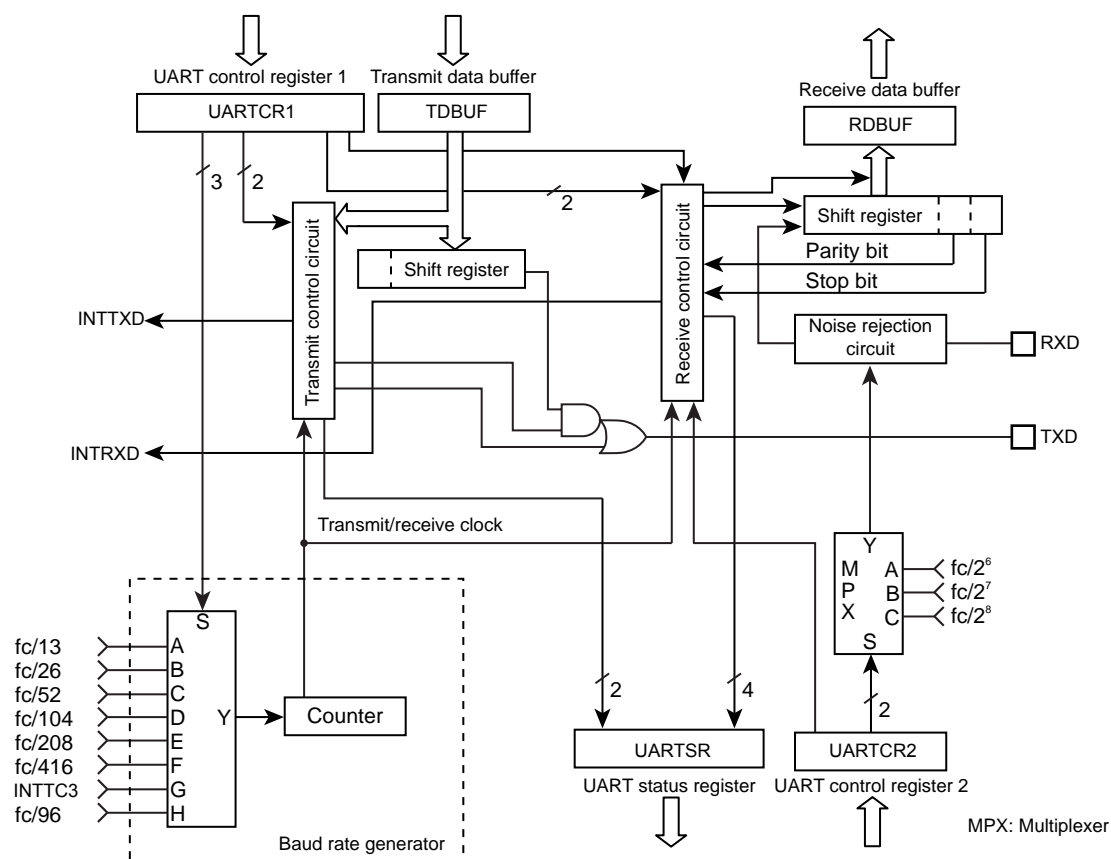 UART control register 1
Transmit data buffer
Receive data buffer
UARTCR1
TDBUF
RDBUF
3
2
2
Transmit control circuit
Shift register
Receive control circuit
Shift register
Parity bit
Stop bit
INTTXD
Noise rejection
circuit
RXD
INTRXD
TXD
Transmit/receive clock
Y
M
P
X
A
B
C
S
fc/2⁶
fc/2⁷
fc/2⁸
S
fc/13
A
fc/26
B
fc/52
C
fc/104
D
Y
Counter
fc/208
E
fc/416
F
INTTC3
G
fc/96
H
2
4
2
UARTSR
UARTCR2
UART status register
UART control register 2
Baud rate generator
MPX: Multiplexer